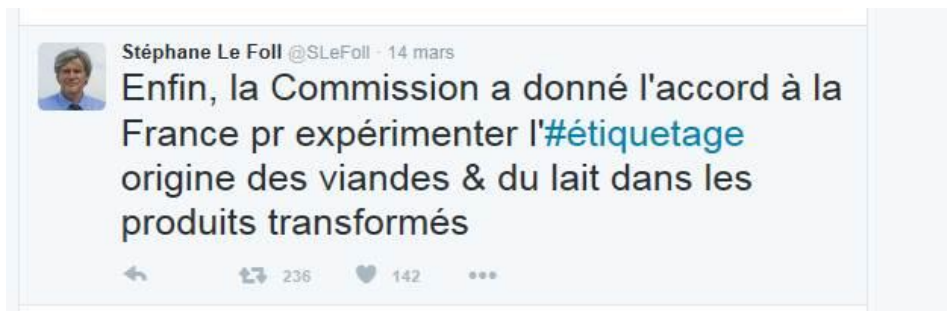 Stéphane Le Foll @SLeFoll · 14 mars
Enfin, la Commission a donné l'accord à la
France pr expérimenter l'#étiquetage
origine des viandes & du lait dans les
produits transformés
236 142